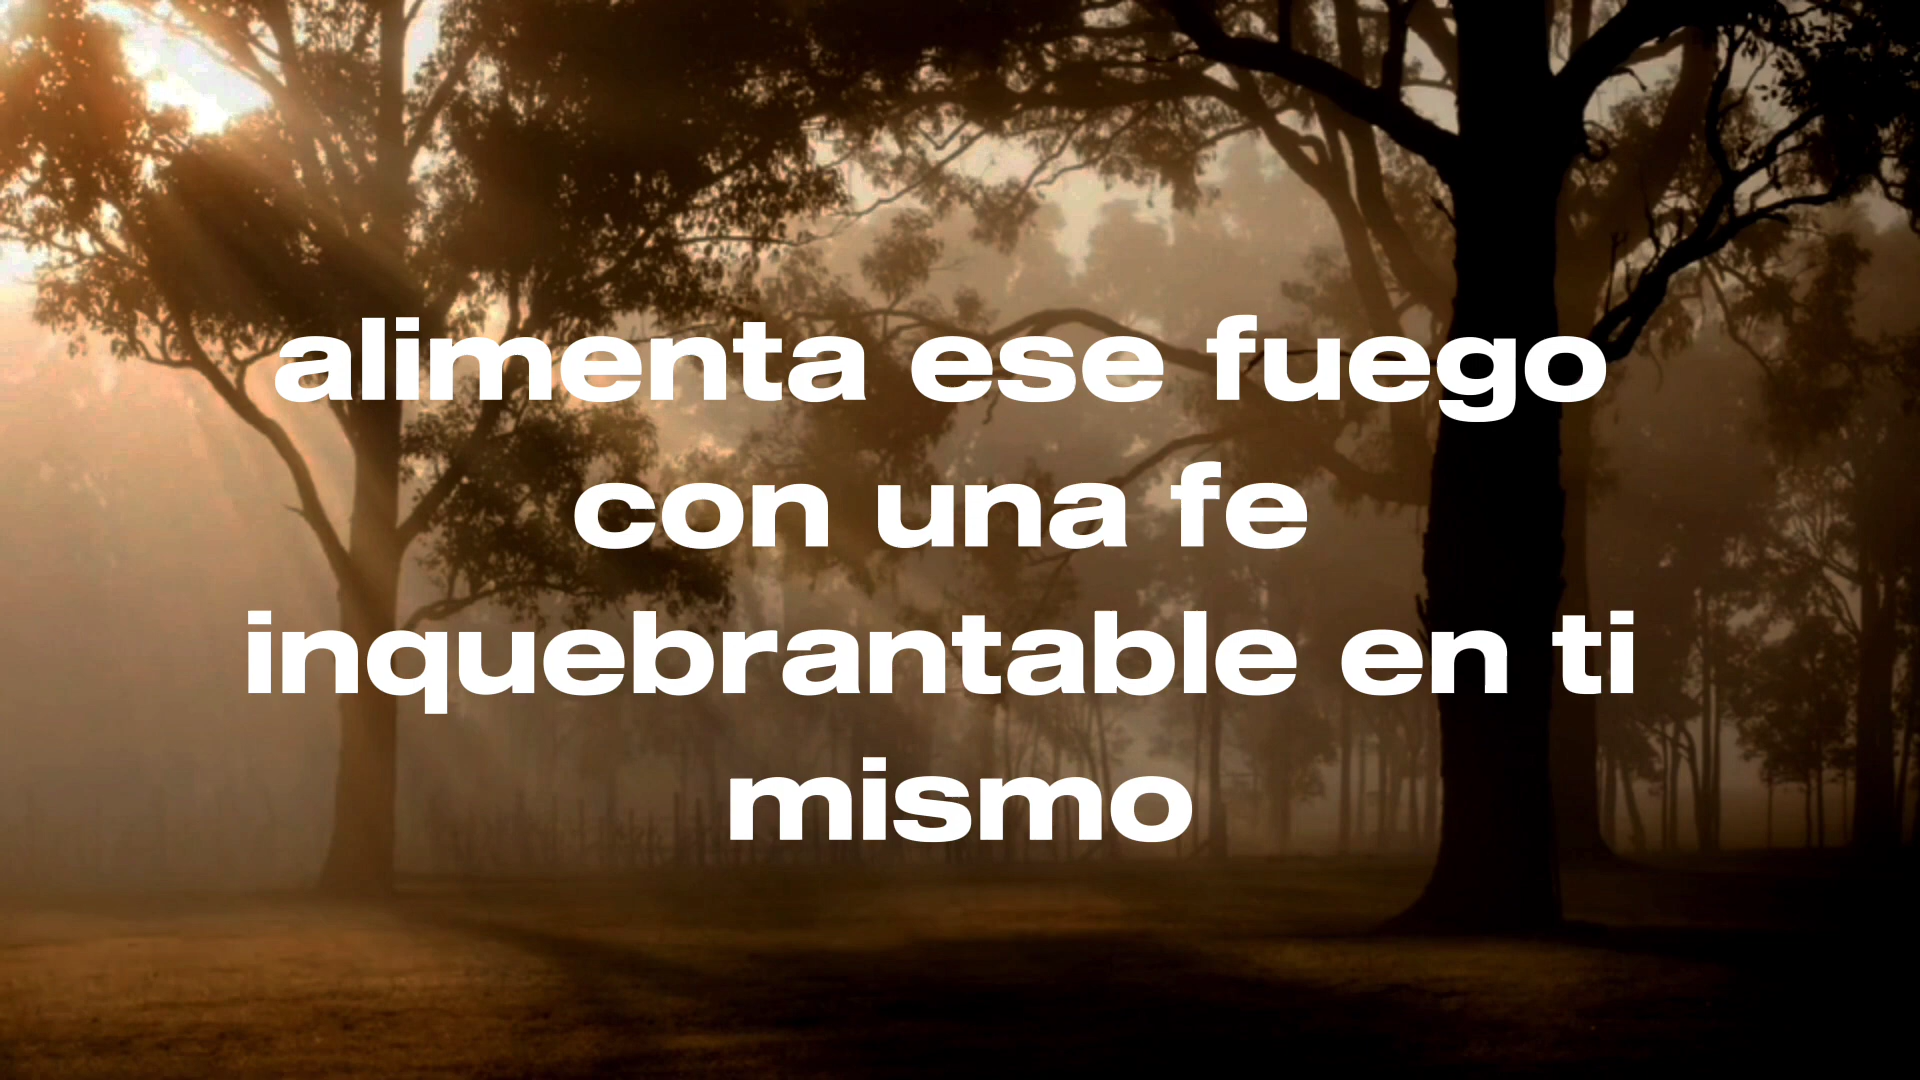 alimenta ese fuego
con una fe
inquebrantable en ti
mismo